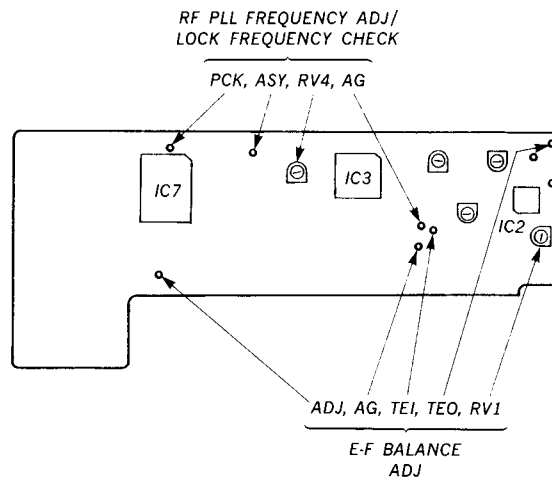 RF PLL FREQUENCY ADJ/
LOCK FREQUENCY CHECK
PCK, ASY, RV4, AG
IC7
IC3
IC2
ADJ, AG, TEI, TEO, RV1
E-F BALANCE
ADJ